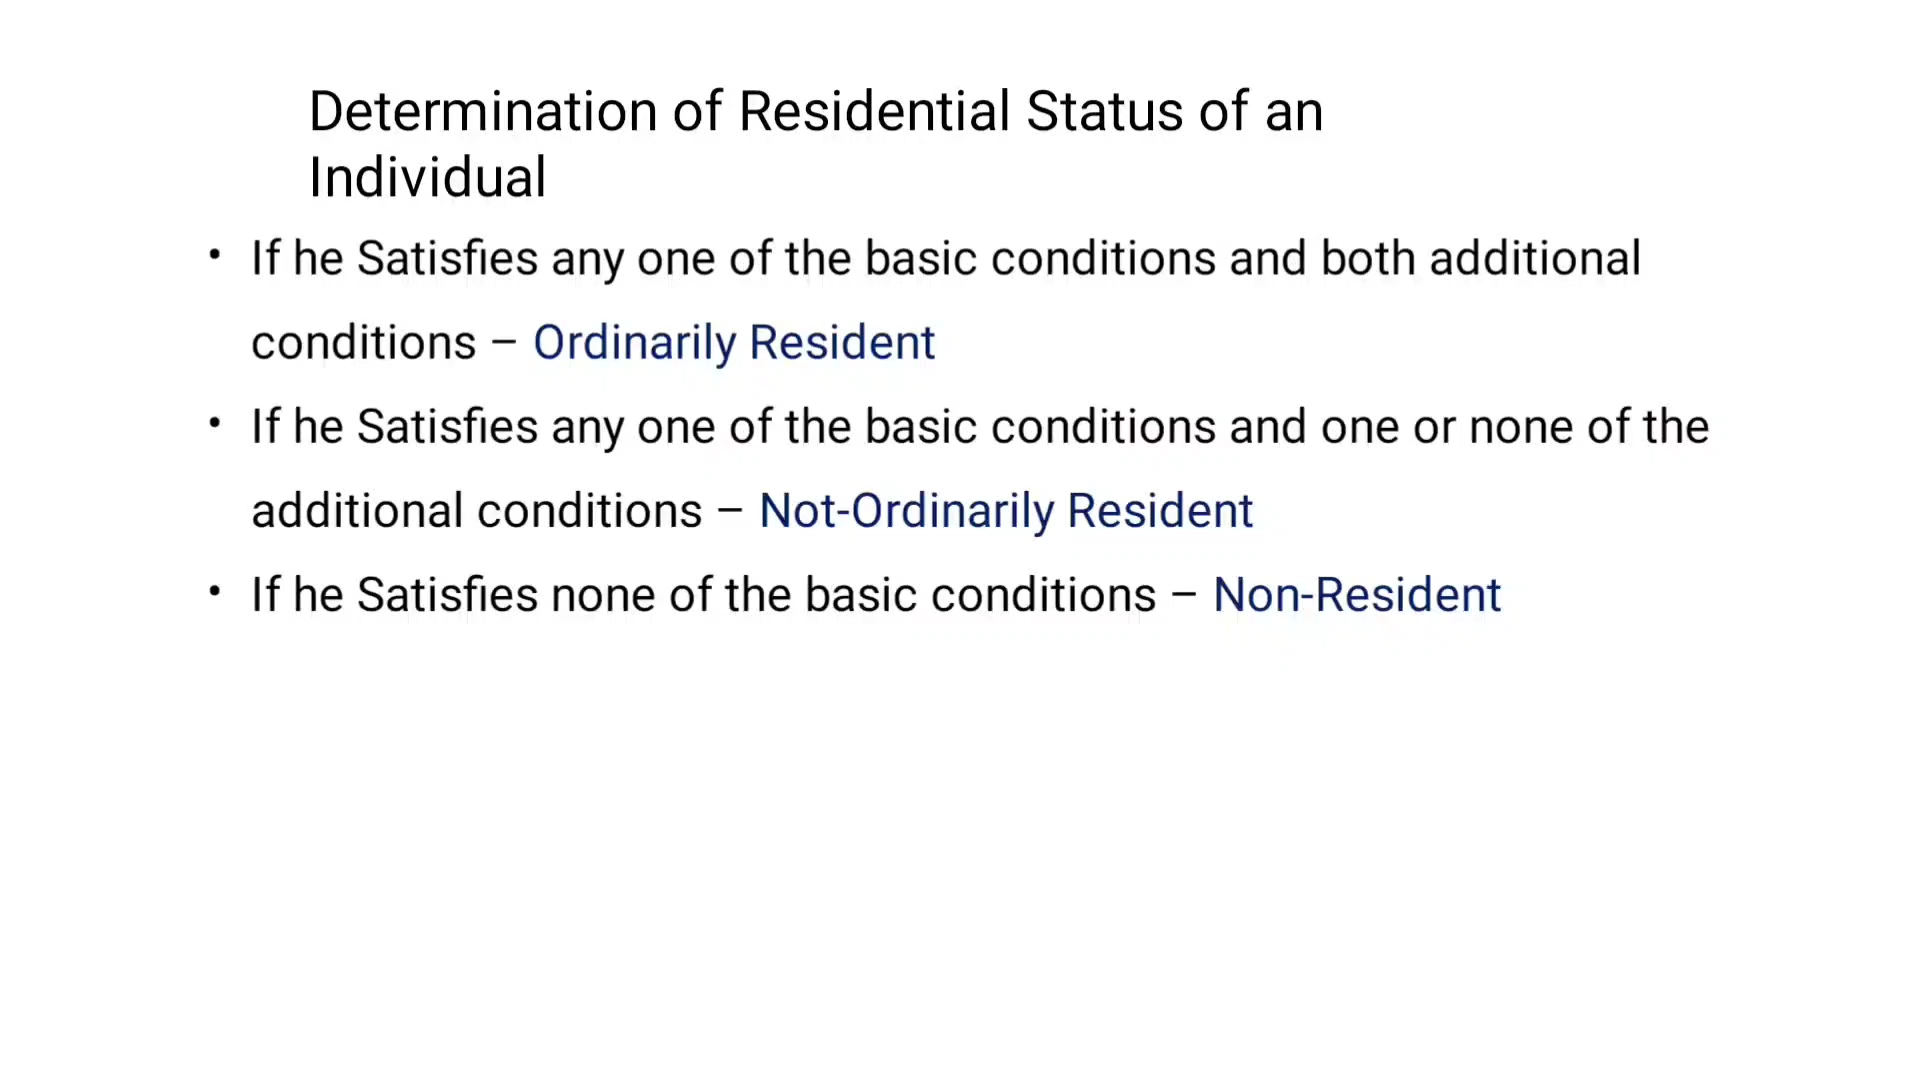 Determination of Residential Status of an
Individual
• If he Satisfies any one of the basic conditions and both additional
conditions – Ordinarily Resident
• If he Satisfies any one of the basic conditions and one or none of the
additional conditions – Not-Ordinarily Resident
• If he Satisfies none of the basic conditions – Non-Resident